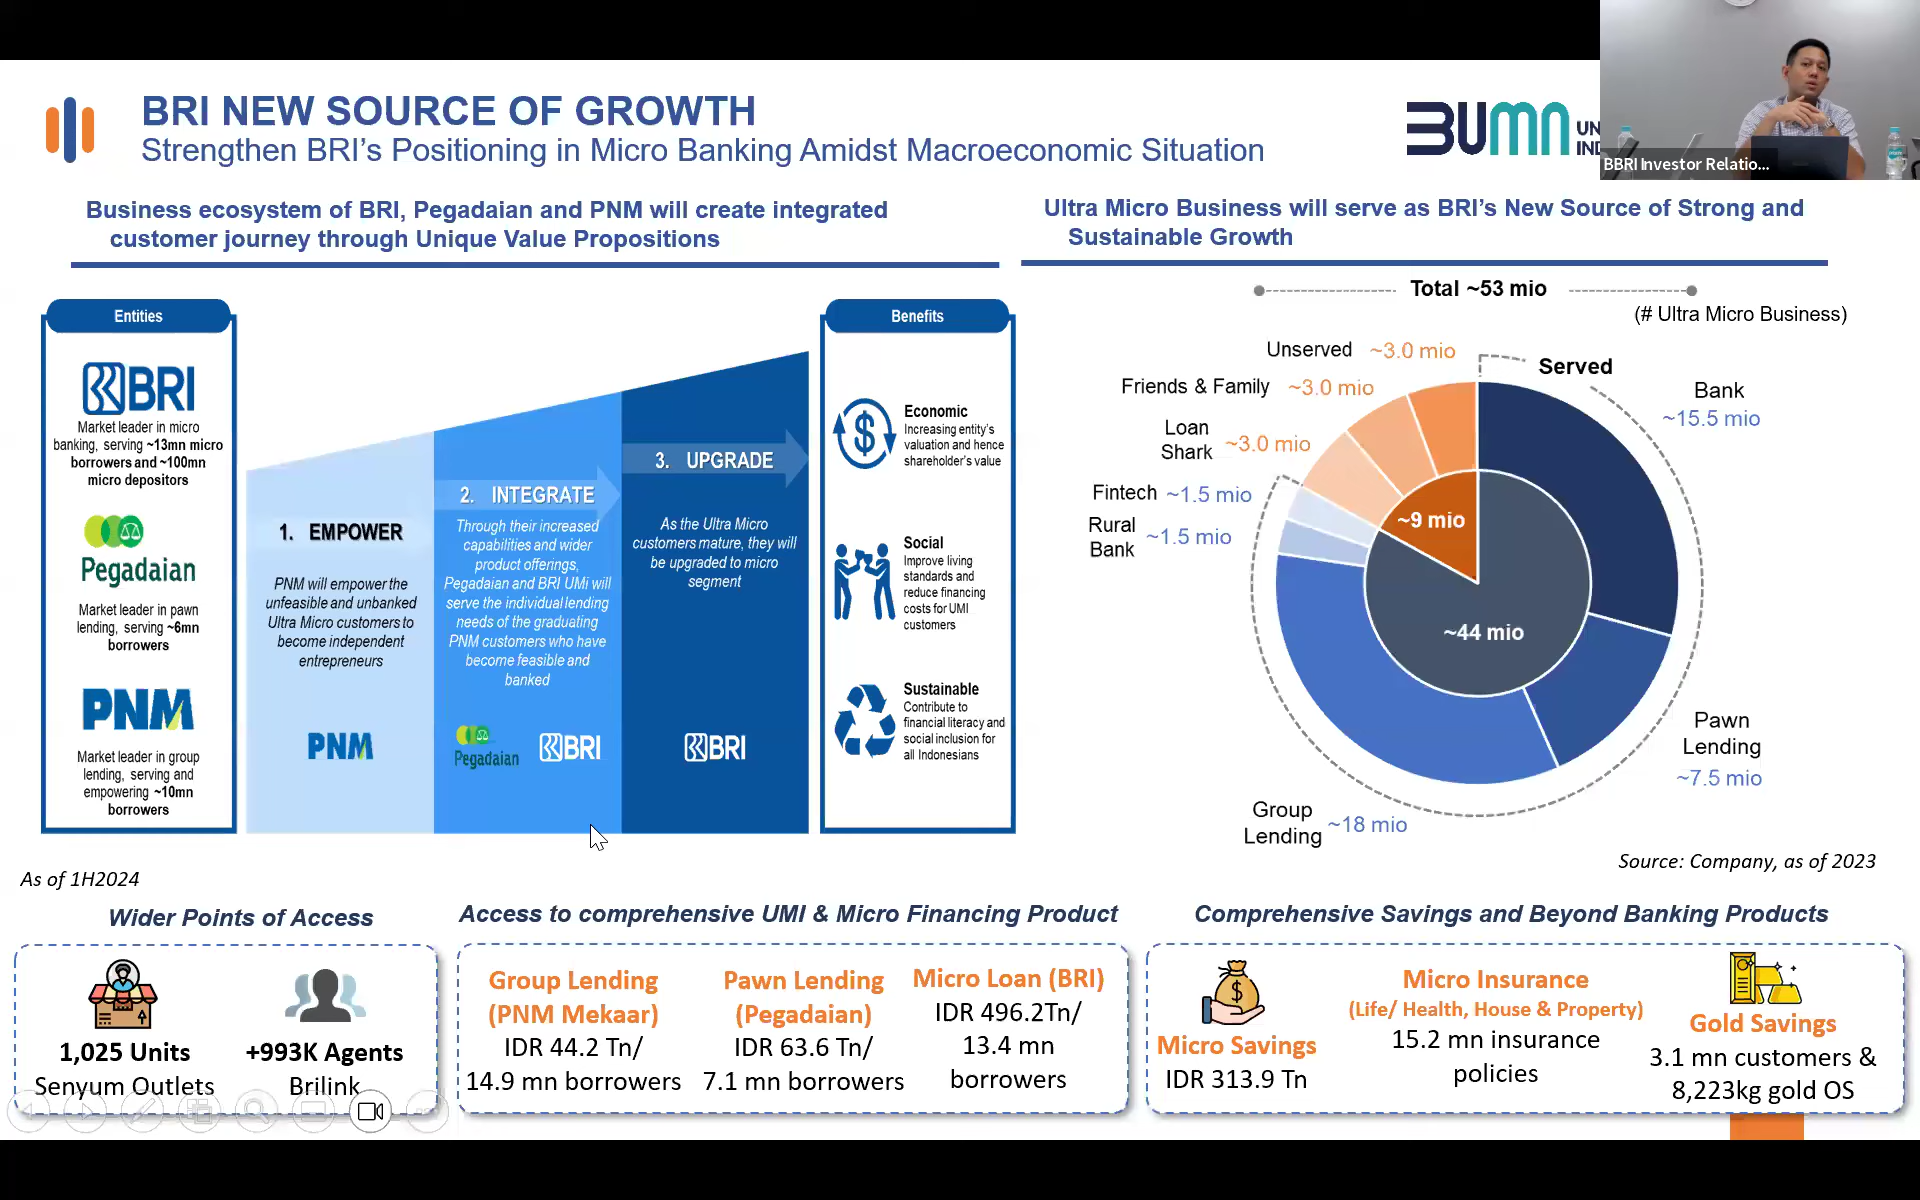 BRI NEW SOURCE OF GROWTH
Strengthen BRI's Positioning in Micro Banking Amidst Macroeconomic Situation
BUMN
UN
IND
BBRI Investor Relatio...
Business ecosystem of BRI, Pegadaian and PNM will create integrated
customer journey through Unique Value Propositions
Entities
BRI
Market leader in micro
banking, serving ~13mn micro
borrowers and ~100mn
micro depositors
Pegadaian
Market leader in pawn
lending, serving ~6mn
borrowers
PNM
Market leader in group
lending, serving and
empowering ~10mn
borrowers
1. EMPOWER
PNM will empower the
unfeasible and unbanked
Ultra Micro customers to
become independent
entrepreneurs
PNM
2. INTEGRATE
Through their increased
capabilities and wider
product offerings,
Pegadaian and BRI UMi will
serve the individual lending
needs of the graduating
PNM customers who have
become feasible and
banked
Pegadaian
BRI
3. UPGRADE
As the Ultra Micro
customers mature, they will
be upgraded to micro
segment
BRI
Benefits
Economic
Increasing entity's
valuation and hence
shareholder's value
Social
Improve living
standards and
reduce financing
costs for UMI
customers
Sustainable
Contribute to
financial literacy and
social inclusion for
all Indonesians
Ultra Micro Business will serve as BRI's New Source of Strong and
Sustainable Growth
Total ~53 mio
(# Ultra Micro Business)
Unserved ~3.0 mio
Served
Friends & Family ~3.0 mio
Bank
~15.5 mio
Loan
Shark ~3.0 mio
Fintech ~1.5 mio
Rural
Bank ~1.5 mio
~9 mio
~44 mio
Pawn
Lending
~7.5 mio
Group
Lending ~18 mio
Source: Company, as of 2023
As of 1H2024
Wider Points of Access
1,025 Units
Senyum Outlets
+993K Agents
Brilink
Access to comprehensive UMI & Micro Financing Product
Group Lending
(PNM Mekaar)
IDR 44.2 Tn/
14.9 mn borrowers
Pawn Lending
(Pegadaian)
IDR 63.6 Tn/
7.1 mn borrowers
Micro Loan (BRI)
IDR 496.2Tn/
13.4 mn
borrowers
Comprehensive Savings and Beyond Banking Products
Micro Savings
IDR 313.9 Tn
Micro Insurance
(Life/ Health, House & Property)
15.2 mn insurance
policies
Gold Savings
3.1 mn customers &
8,223kg gold OS